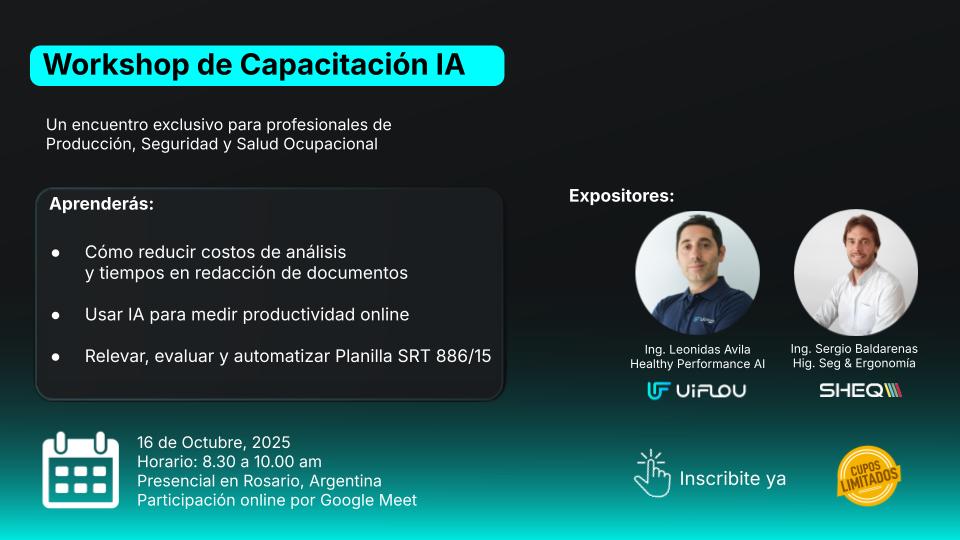 Workshop de Capacitación IA
Un encuentro exclusivo para profesionales de
Producción, Seguridad y Salud Ocupacional
Aprenderás:
● Cómo reducir costos de análisis
y tiempos en redacción de documentos
● Usar IA para medir productividad online
● Relevar, evaluar y automatizar Planilla SRT 886/15
Expositores:
Ing. Leonidas Avila
Healthy Performance AI
UiFLOU
Ing. Sergio Baldarenas
Hig. Seg & Ergonomía
SHEQ
16 de Octubre, 2025
Horario: 8.30 a 10.00 am
Presencial en Rosario, Argentina
Participación online por Google Meet
Inscribite ya
CUPOS
LIMITADOS